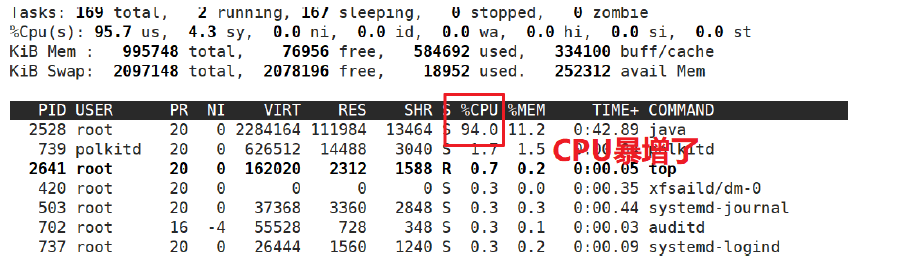 Tasks: 169 total,   2 running, 167 sleeping,   0 stopped,   0 zombie
%Cpu(s): 95.7 us,  4.3 sy,  0.0 ni,  0.0 id,  0.0 wa,  0.0 hi,  0.0 si,  0.0 st
KiB Mem :   995748 total,    76956 free,   584692 used,   334100 buff/cache
KiB Swap:  2097148 total,  2078196 free,    18952 used.   252312 avail Mem
PID USER      PR  NI    VIRT    RES    SHR S %CPU %MEM     TIME+ COMMAND
2528 root      20   0 2284164 111984  13464 S 94.0 11.2   0:42.89 java
739 polkitd   20   0  626512  14488   3040 S  1.7  1.5 polkitd
CPU暴增了
2641 root      20   0  162020   2312   1588 R  0.7  0.2   0:00.05 top
420 root      20   0       0      0      0 S  0.3  0.0   0:00.35 xfsaild/dm-0
503 root      20   0   37368   3360   2848 S  0.3  0.3   0:00.44 systemd-journal
702 root      16  -4   55528    728    348 S  0.3  0.1   0:00.03 auditd
737 root      20   0   26444   1560   1240 S  0.3  0.2   0:00.09 systemd-logind